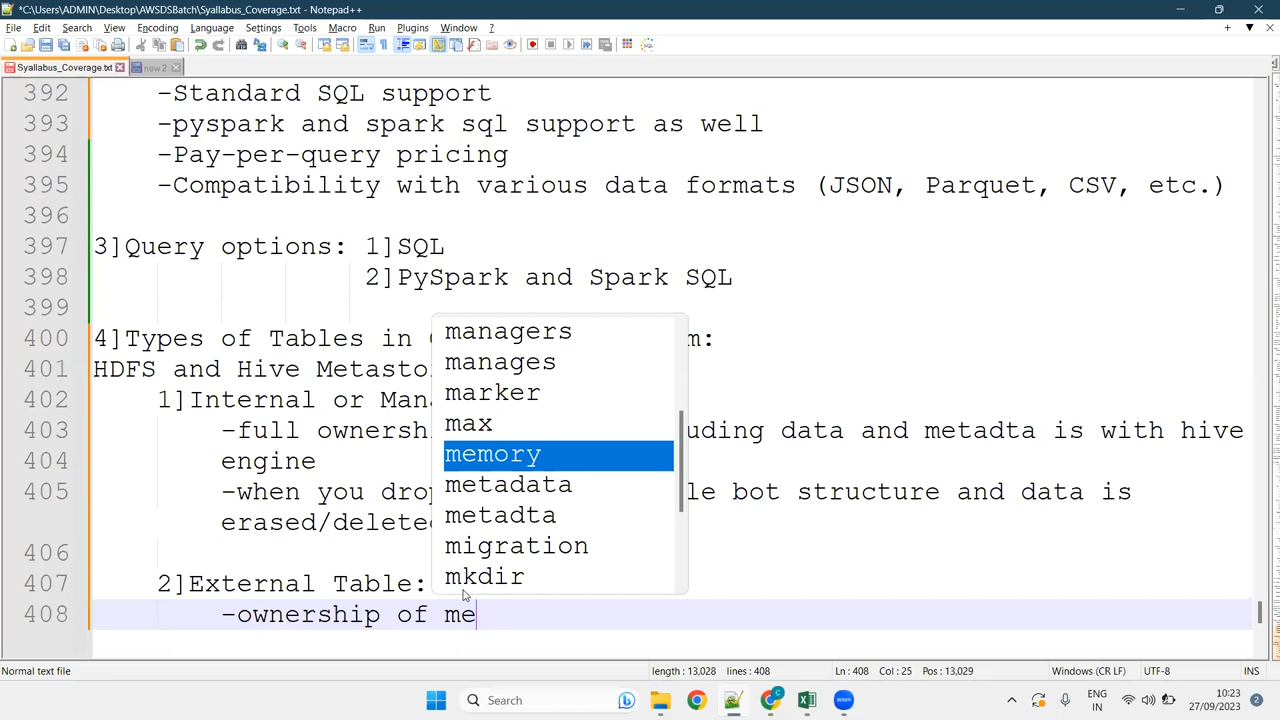 *C:\Users\ADMIN\Desktop\AWSDSBatch\Syallabus_Coverage.txt - Notepad++
File Edit Search View Encoding Language Settings Tools Macro Run Plugins Window ?
Syallabus_Coverage.txt new 2
392 -Standard SQL support
393 -pyspark and spark sql support as well
394 -Pay-per-query pricing
395 -Compatibility with various data formats (JSON, Parquet, CSV, etc.)
396
397 3]Query options: 1]SQL
398 2]PySpark and Spark SQL
399
400 4]Types of Tables in m:
401 HDFS and Hive Metasto
402 1]Internal or Man
403 -full ownersh uding data and metadta is with hive
404 engine
405 -when you drop le bot structure and data is
erased/deleted
406
407 2]External Table:
408 -ownership of me
managers
manages
marker
max
memory
metadata
metadta
migration
mkdir
Normal text file length : 13,028 lines : 408 Ln : 408 Col : 25 Pos : 13,029 Windows (CR LF) UTF-8 INS
Search
zoom
ENG
IN
10:23
27/09/2023
2